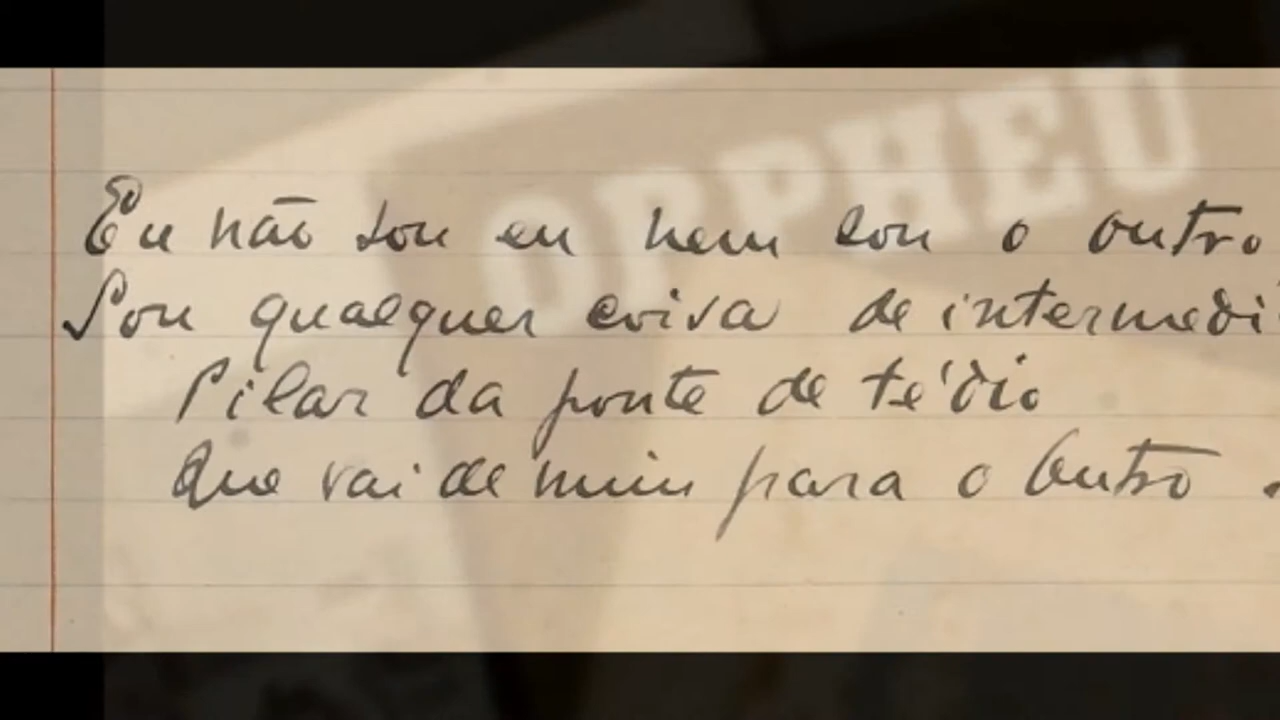 ORPHEU
Eu não sou eu nem sou o outro
Sou qualquer coisa de intermédi
Pilar da ponte de tédio
Que vai de mim para o Outro.